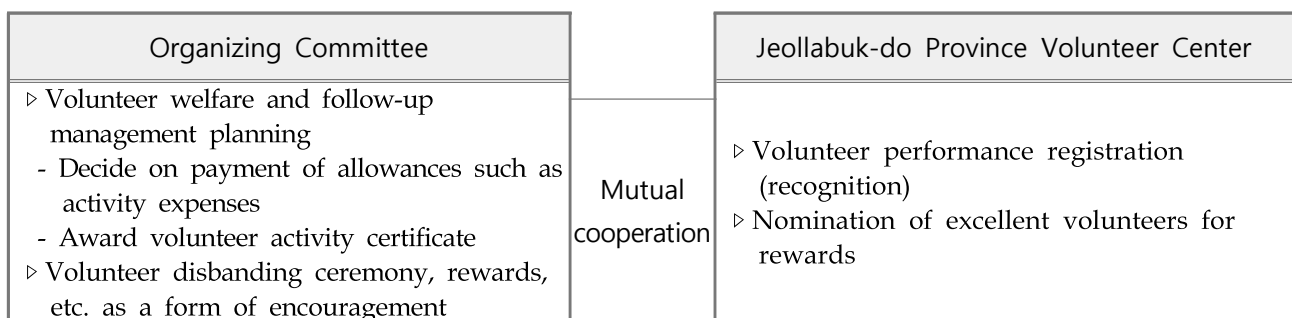 Organizing Committee
▷ Volunteer welfare and follow-up
management planning
- Decide on payment of allowances such as
activity expenses
- Award volunteer activity certificate
▷ Volunteer disbanding ceremony, rewards,
etc. as a form of encouragement
Mutual
cooperation
Jeollabuk-do Province Volunteer Center
▷ Volunteer performance registration
(recognition)
▷ Nomination of excellent volunteers for
rewards